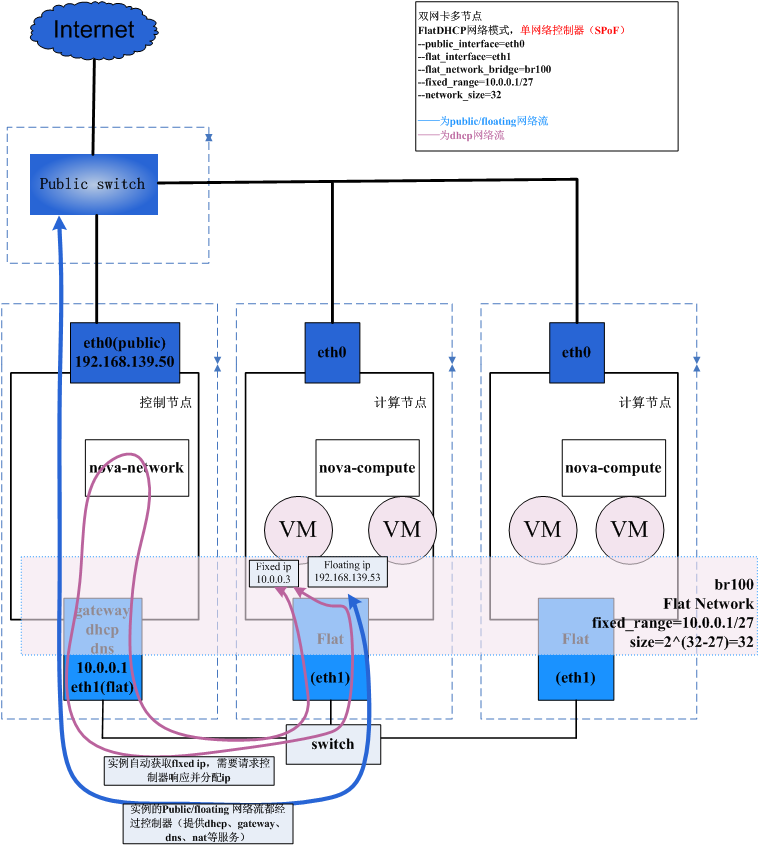 Internet
双网卡多节点
FlatDHCP网络模式，单网络控制器（SPoF）
--public_interface=eth0
--flat_interface=eth1
--flat_network_bridge=br100
--fixed_range=10.0.0.1/27
--network_size=32
——为public/floating网络流
——为dhcp网络流
Public switch
eth0(public)
192.168.139.50
eth0
eth0
控制节点
计算节点
计算节点
nova-network
nova-compute
nova-compute
VM
VM
VM
VM
Fixed ip
10.0.0.3
Floating ip
192.168.139.53
br100
Flat Network
fixed_range=10.0.0.1/27
size=2^(32-27)=32
gateway
dhcp
dns
10.0.0.1
eth1(flat)
Flat
(eth1)
Flat
(eth1)
switch
实例自动获取fIxed ip，需要请求控
制器响应并分配ip
实例的Public/floating 网络流都经
过控制器（提供dhcp、gateway、
dns、nat等服务）